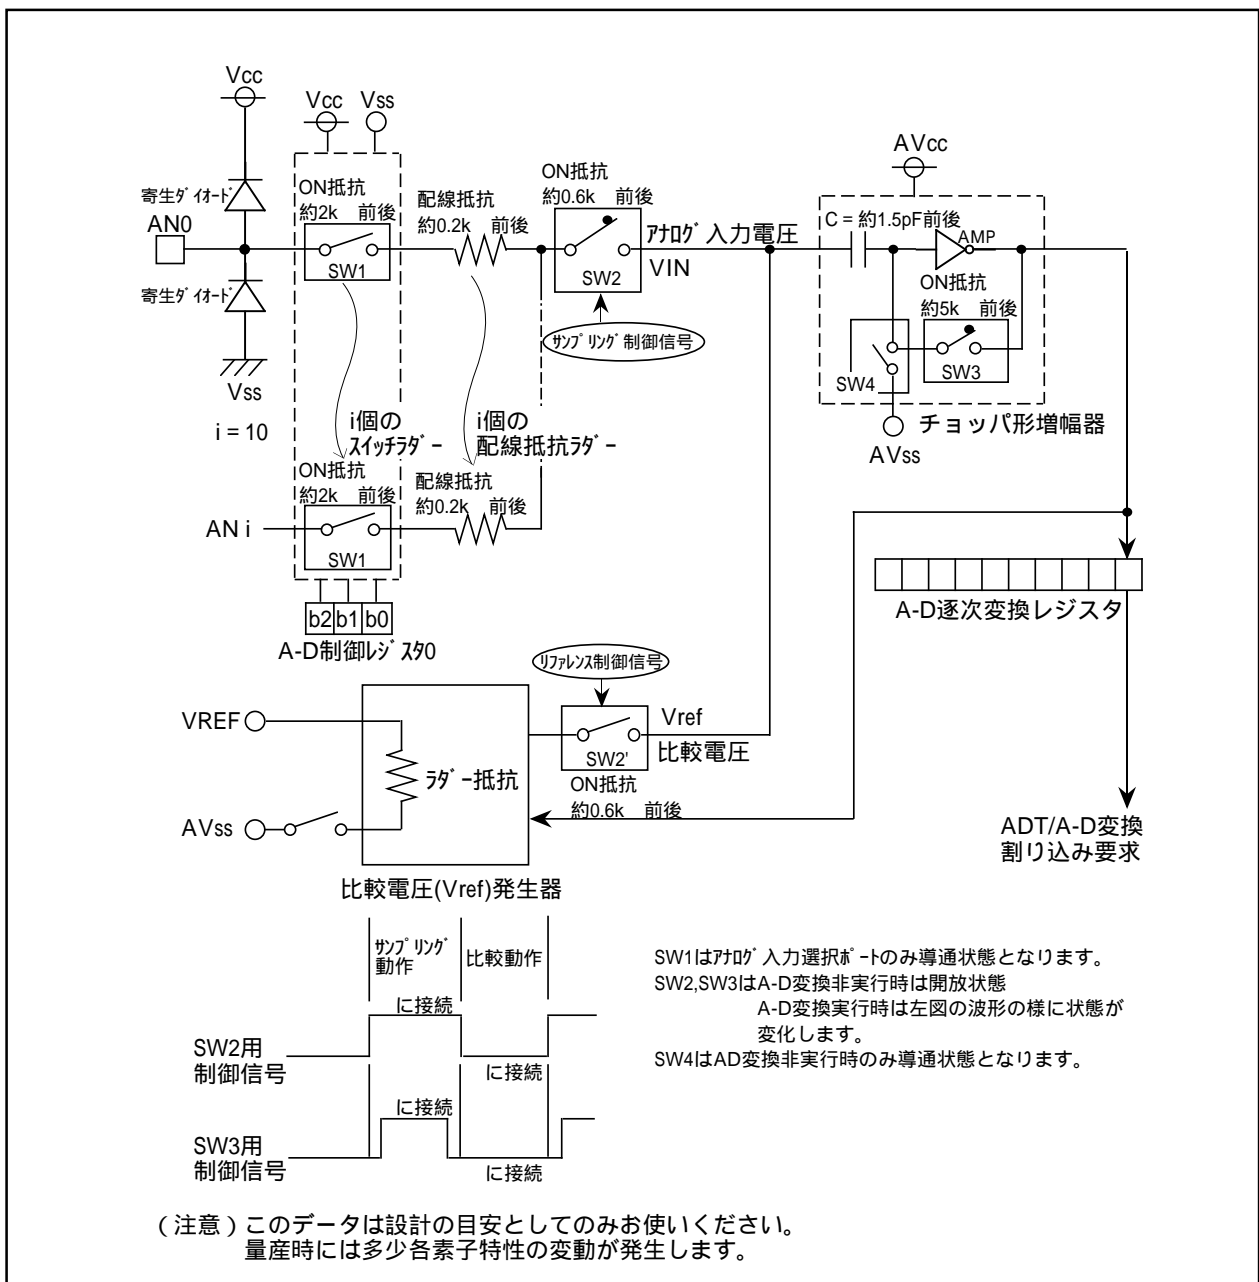 Vcc
Vcc
Vss
寄生ダイオード
AN0
寄生ダイオード
Vss
i = 10
ON抵抗
約2k 前後
SW1
配線抵抗
約0.2k 前後
ON抵抗
約0.6k 前後
SW2
アナログ入力電圧
VIN
サンプリング制御信号
AVcc
C = 約1.5pF前後
AMP
ON抵抗
約5k 前後
SW4
SW3
AVss
チョッパ形増幅器
i個の
スイッチラダー
i個の
配線抵抗ラダー
ON抵抗
約2k 前後
AN i
SW1
配線抵抗
約0.2k 前後
b2 b1 b0
A-D制御レジスタ0
A-D逐次変換レジスタ
リファレンス制御信号
VREF
AVss
ラダー抵抗
SW2'
Vref
比較電圧
ON抵抗
約0.6k 前後
ADT/A-D変換
割り込み要求
比較電圧(Vref)発生器
サンプリング
動作
比較動作
に接続
SW2用
制御信号
に接続
に接続
SW3用
制御信号
に接続
SW1はアナログ入力選択ポートのみ導通状態となります。
SW2,SW3はA-D変換非実行時は開放状態
A-D変換実行時は左図の波形の様に状態が
変化します。
SW4はAD変換非実行時のみ導通状態となります。
（注意）このデータは設計の目安としてのみお使いください。
量産時には多少各素子特性の変動が発生します。